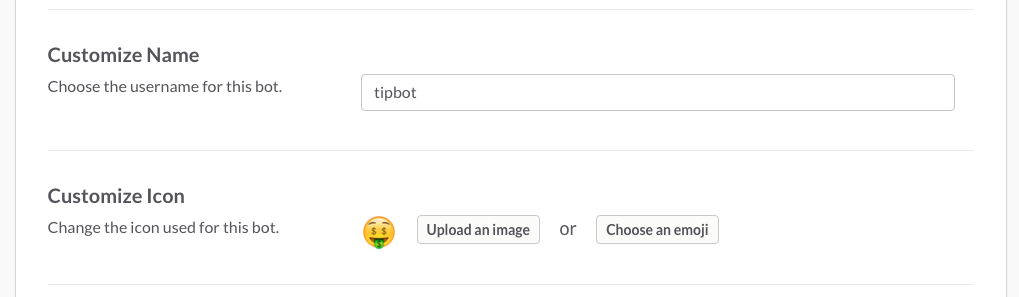 Customize Name
Choose the username for this bot.
tipbot
Customize Icon
Change the icon used for this bot.
Upload an image or Choose an emoji